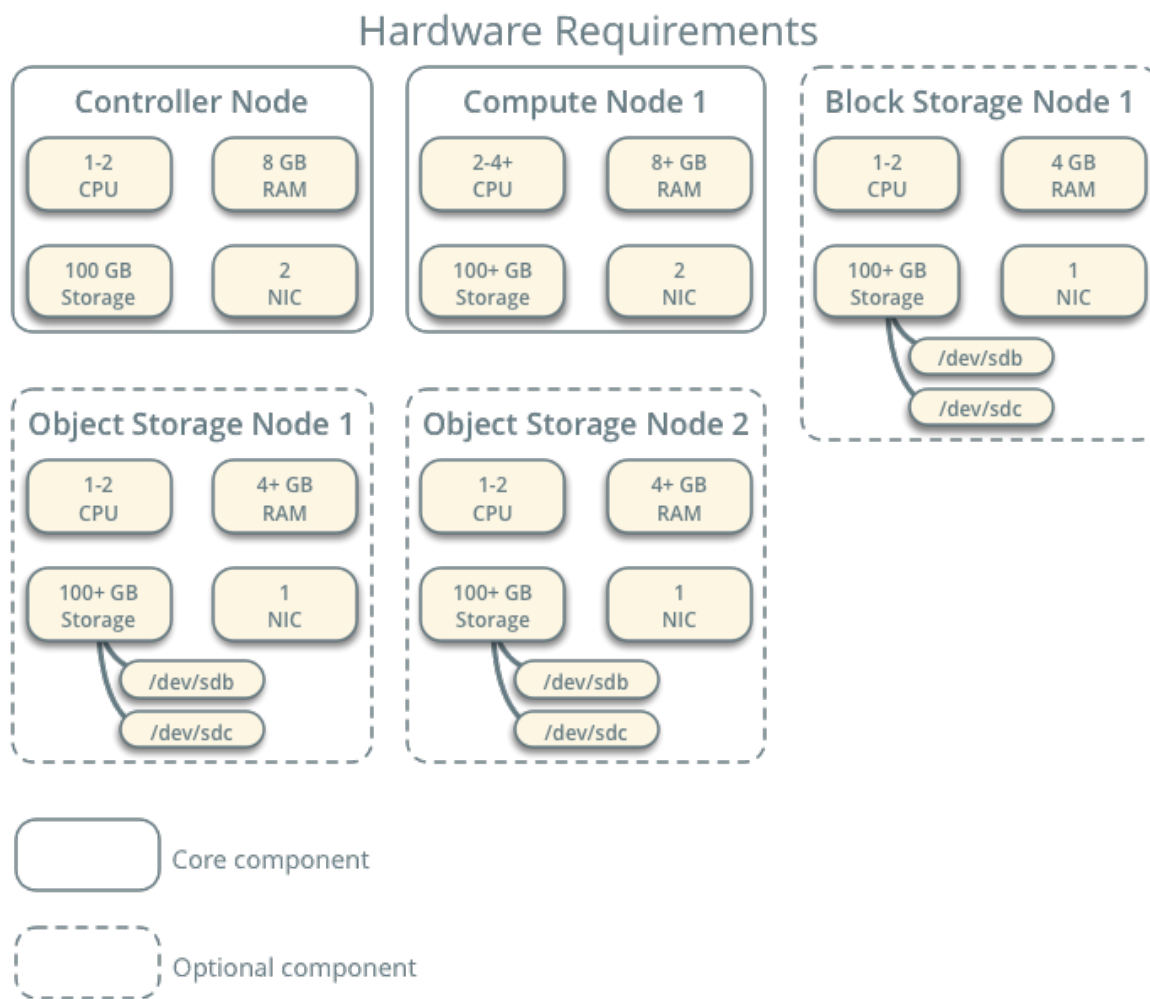 Hardware Requirements
Controller Node
1-2
CPU
8 GB
RAM
100 GB
Storage
2
NIC
Compute Node 1
2-4+
CPU
8+ GB
RAM
100+ GB
Storage
2
NIC
Block Storage Node 1
1-2
CPU
4 GB
RAM
100+ GB
Storage
1
NIC
/dev/sdb
/dev/sdc
Object Storage Node 1
1-2
CPU
4+ GB
RAM
100+ GB
Storage
1
NIC
/dev/sdb
/dev/sdc
Object Storage Node 2
1-2
CPU
4+ GB
RAM
100+ GB
Storage
1
NIC
/dev/sdb
/dev/sdc
Core component
Optional component